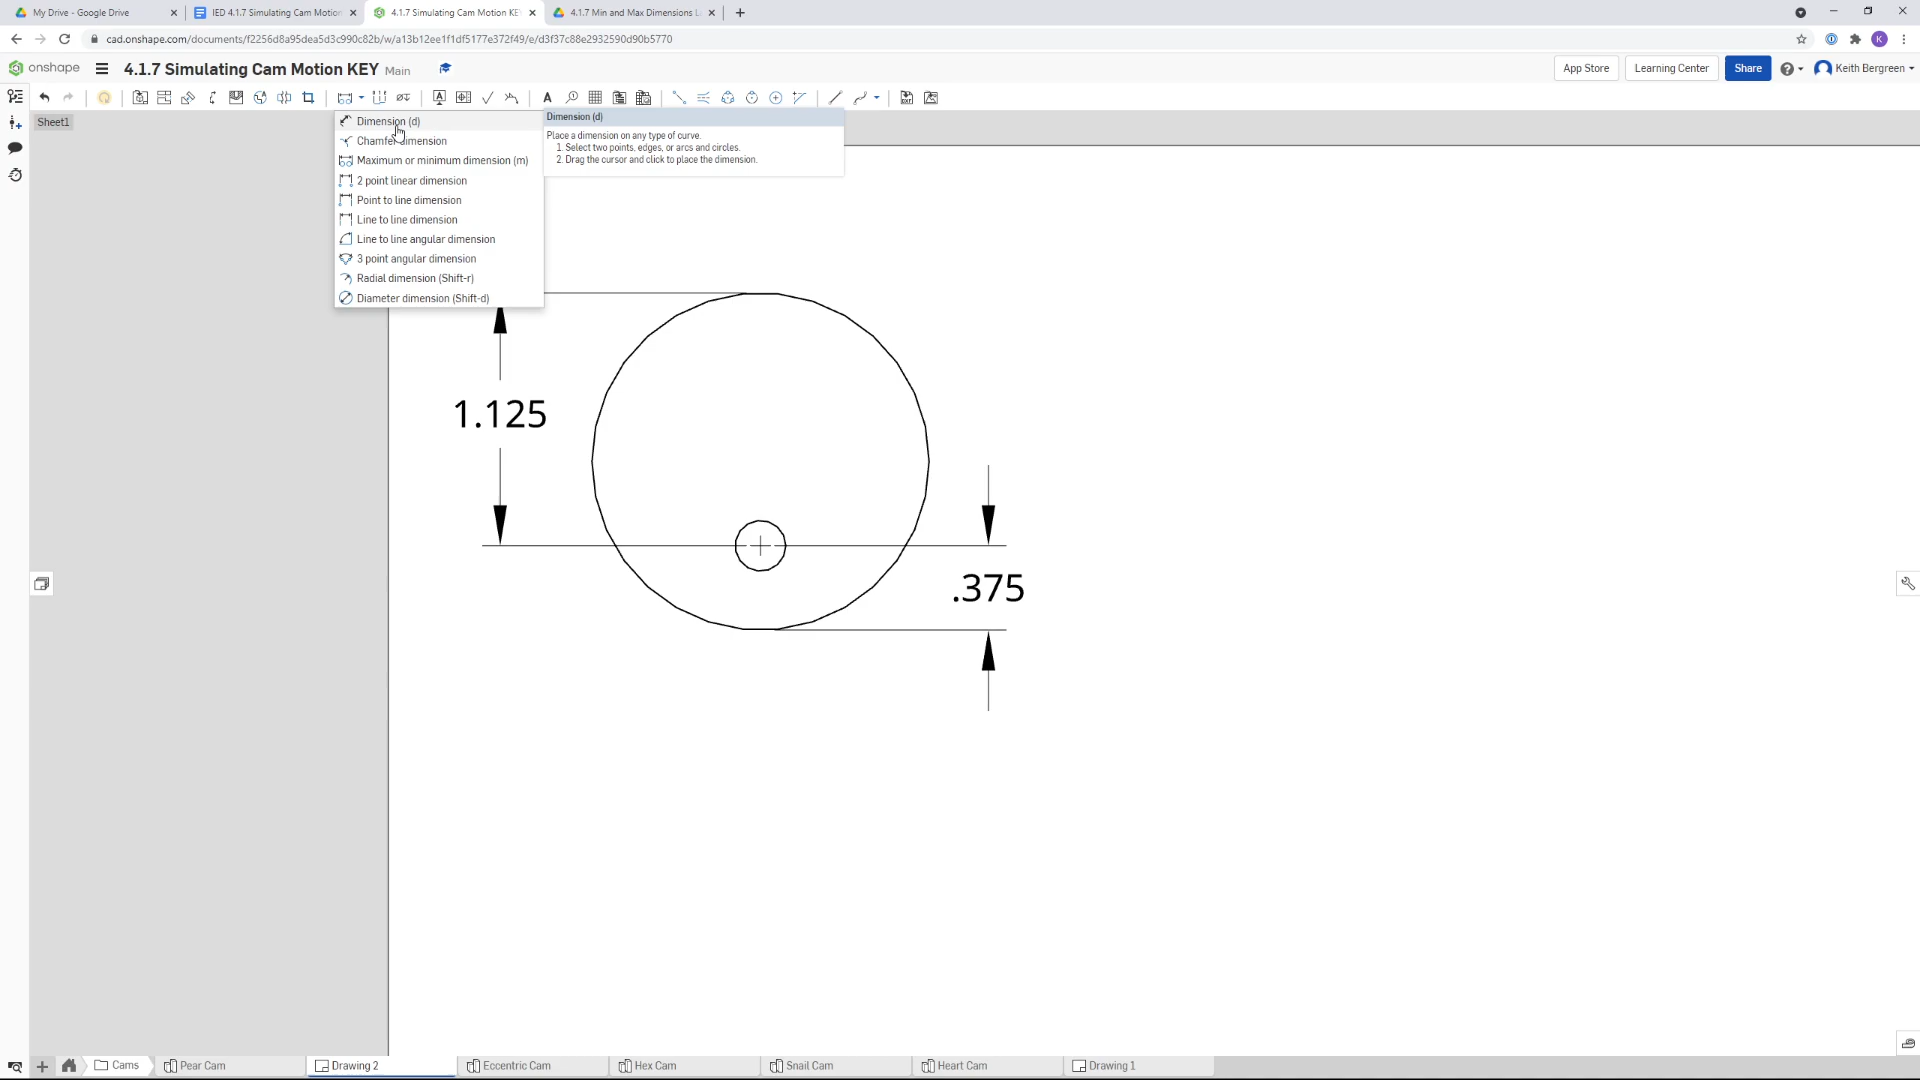 My Drive - Google Drive
IED 4.1.7 Simulating Cam Motion
4.1.7 Simulating Cam Motion KEY
4.1.7 Min and Max Dimensions
cad.onshape.com/documents/f2256d8a95dea5d3c990c82b/w/a13b12ee1f1df5177e372f49/e/d3f37c88e2932590d90b5770
K
onshape
4.1.7 Simulating Cam Motion KEY Main
App Store
Learning Center
Share
Keith Bergreen
Sheet1
Dimension (d)
Chamfer dimension
Maximum or minimum dimension (m)
2 point linear dimension
Point to line dimension
Line to line dimension
Line to line angular dimension
3 point angular dimension
Radial dimension (Shift-r)
Diameter dimension (Shift-d)
Dimension (d)
Place a dimension on any type of curve.
1. Select two points, edges, or arcs and circles.
2. Drag the cursor and click to place the dimension.
1.125
.375
Cams
Pear Cam
Drawing 2
Eccentric Cam
Hex Cam
Snail Cam
Heart Cam
Drawing 1